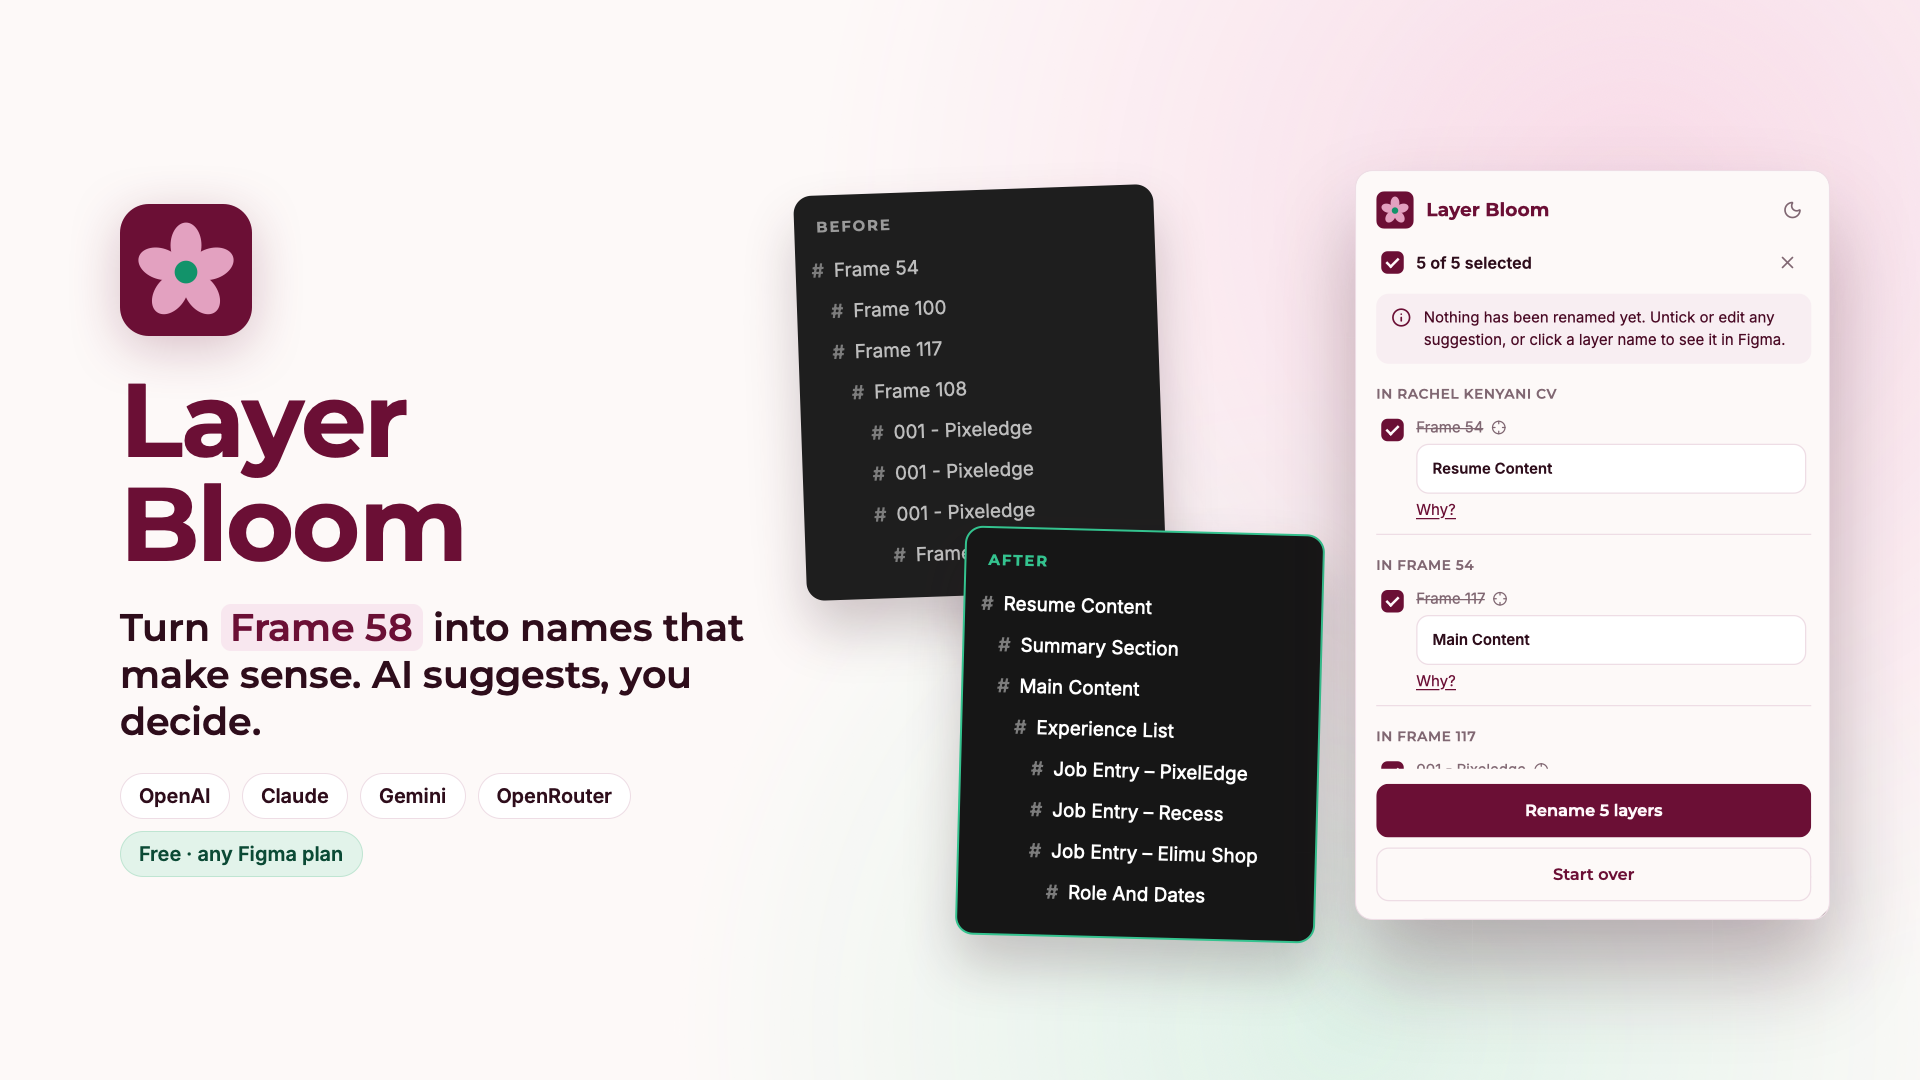 Layer
Bloom
Turn Frame 58 into names that
make sense. AI suggests, you
decide.
OpenAI
Claude
Gemini
OpenRouter
Free · any Figma plan
BEFORE
# Frame 54
# Frame 100
# Frame 117
# Frame 108
# 001 - Pixeledge
# 001 - Pixeledge
# 001 - Pixeledge
# Frame
AFTER
# Resume Content
# Summary Section
# Main Content
# Experience List
# Job Entry – PixelEdge
# Job Entry – Recess
# Job Entry – Elimu Shop
# Role And Dates
Layer Bloom
5 of 5 selected
Nothing has been renamed yet. Untick or edit any
suggestion, or click a layer name to see it in Figma.
IN RACHEL KENYANI CV
Frame 54
Resume Content
Why?
IN FRAME 54
Frame 117
Main Content
Why?
IN FRAME 117
001 - Pixeledge
Rename 5 layers
Start over